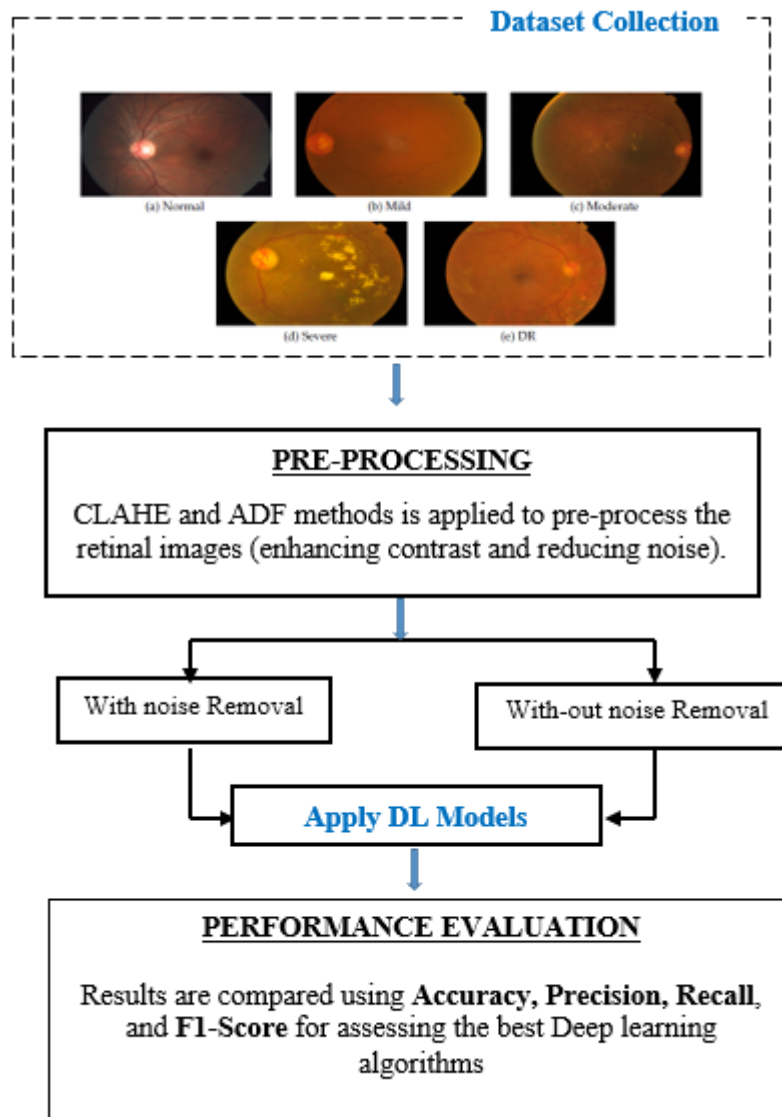 Dataset Collection
(a) Normal
(b) Mild
(c) Moderate
(d) Severe
(e) DR
PRE-PROCESSING
CLAHE and ADF methods is applied to pre-process the
retinal images (enhancing contrast and reducing noise).
With noise Removal
With-out noise Removal
Apply DL Models
PERFORMANCE EVALUATION
Results are compared using Accuracy, Precision, Recall,
and F1-Score for assessing the best Deep learning
algorithms